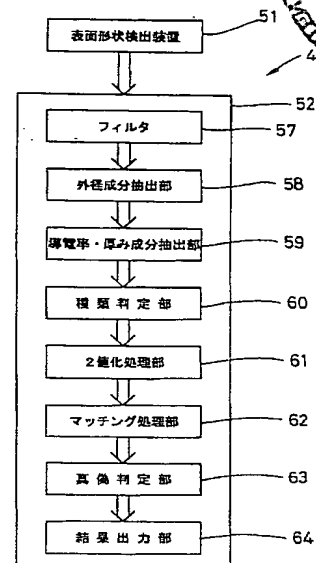 表面形状検出装置
51
4
52
フィルタ
57
外径成分抽出部
58
導電率・厚み成分抽出部
59
種類判定部
60
2値化処理部
61
マッチング処理部
62
真偽判定部
63
結果出力部
64